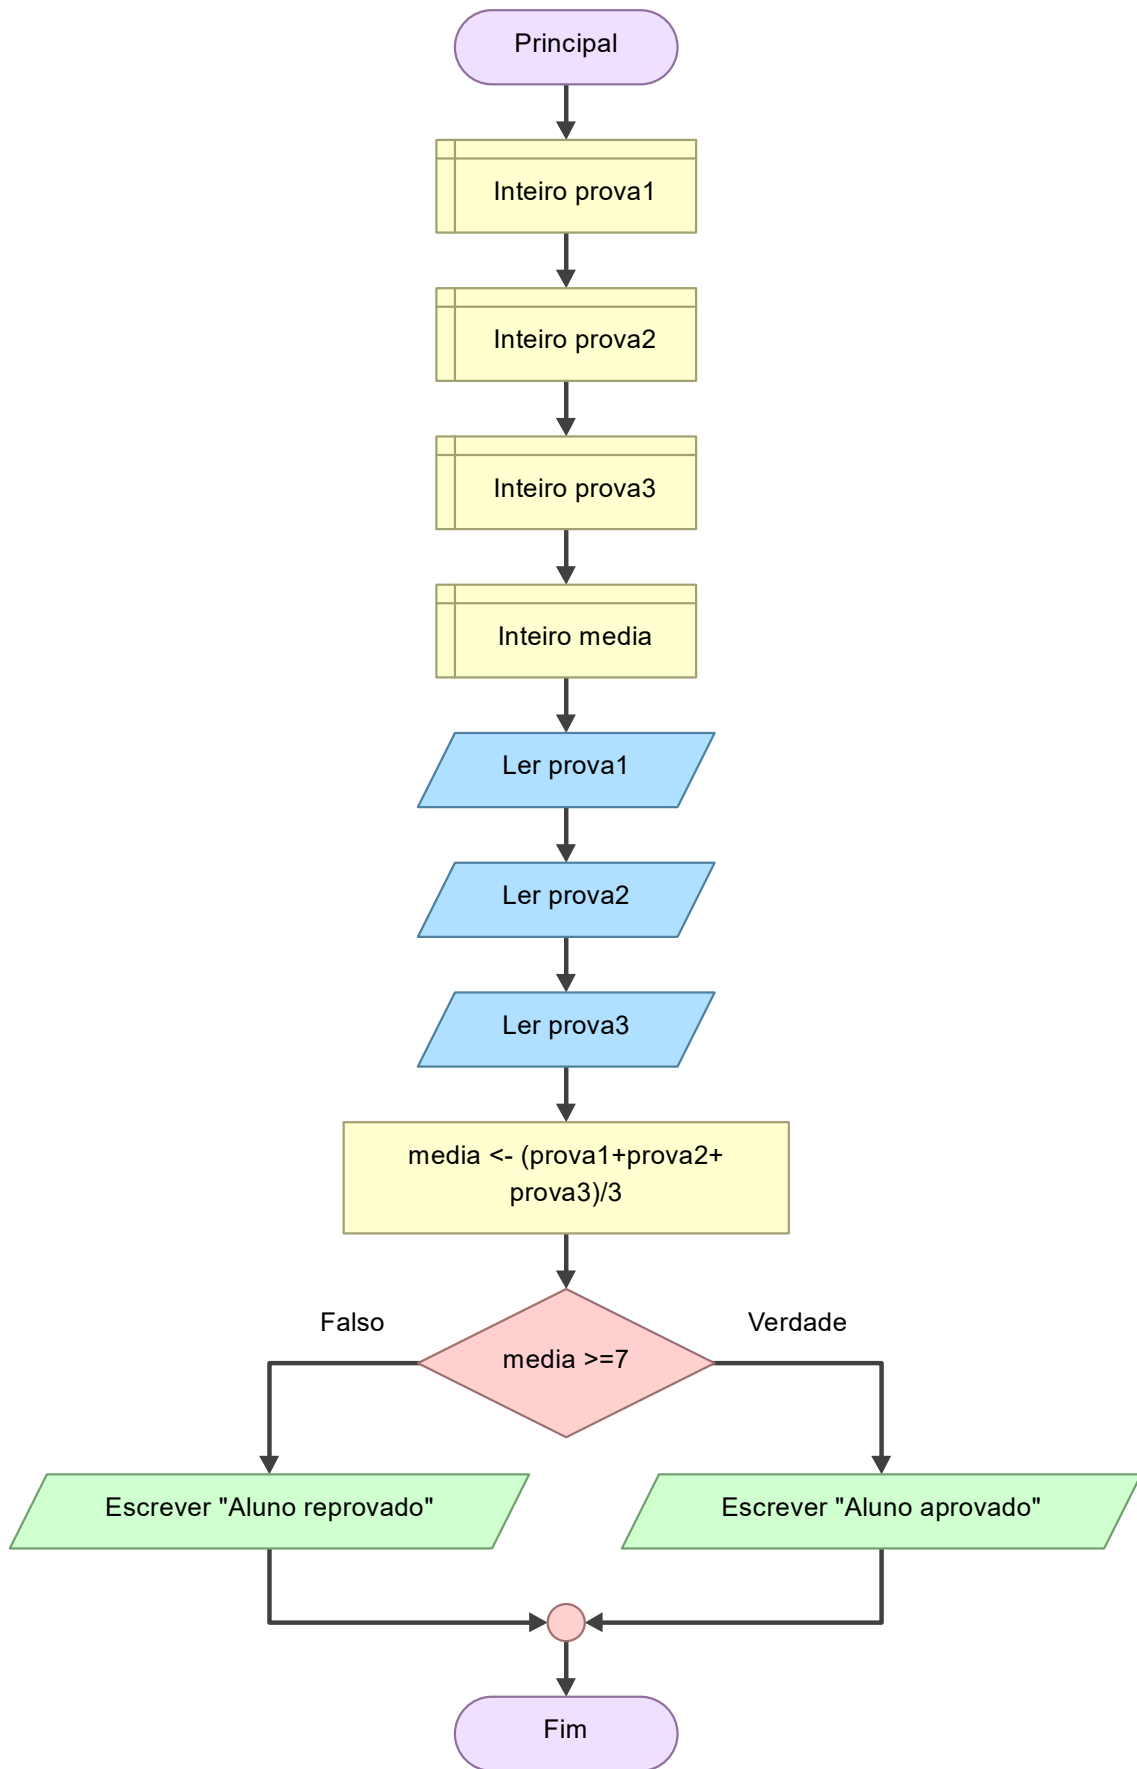 Principal
Inteiro prova1
Inteiro prova2
Inteiro prova3
Inteiro media
Ler prova1
Ler prova2
Ler prova3
media <- (prova1+prova2+
prova3)/3
Falso
Verdade
media >=7
Escrever "Aluno reprovado"
Escrever "Aluno aprovado"
Fim